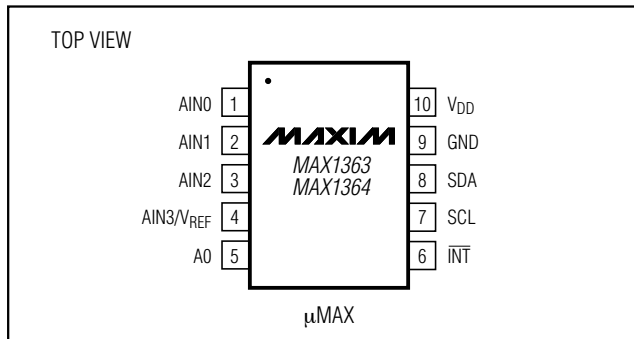 TOP VIEW
AIN0 1
AIN1 2
AIN2 3
AIN3/VREF 4
A0 5
MAXIM
MAX1363
MAX1364
10 VDD
9 GND
8 SDA
7 SCL
6 INT
µMAX